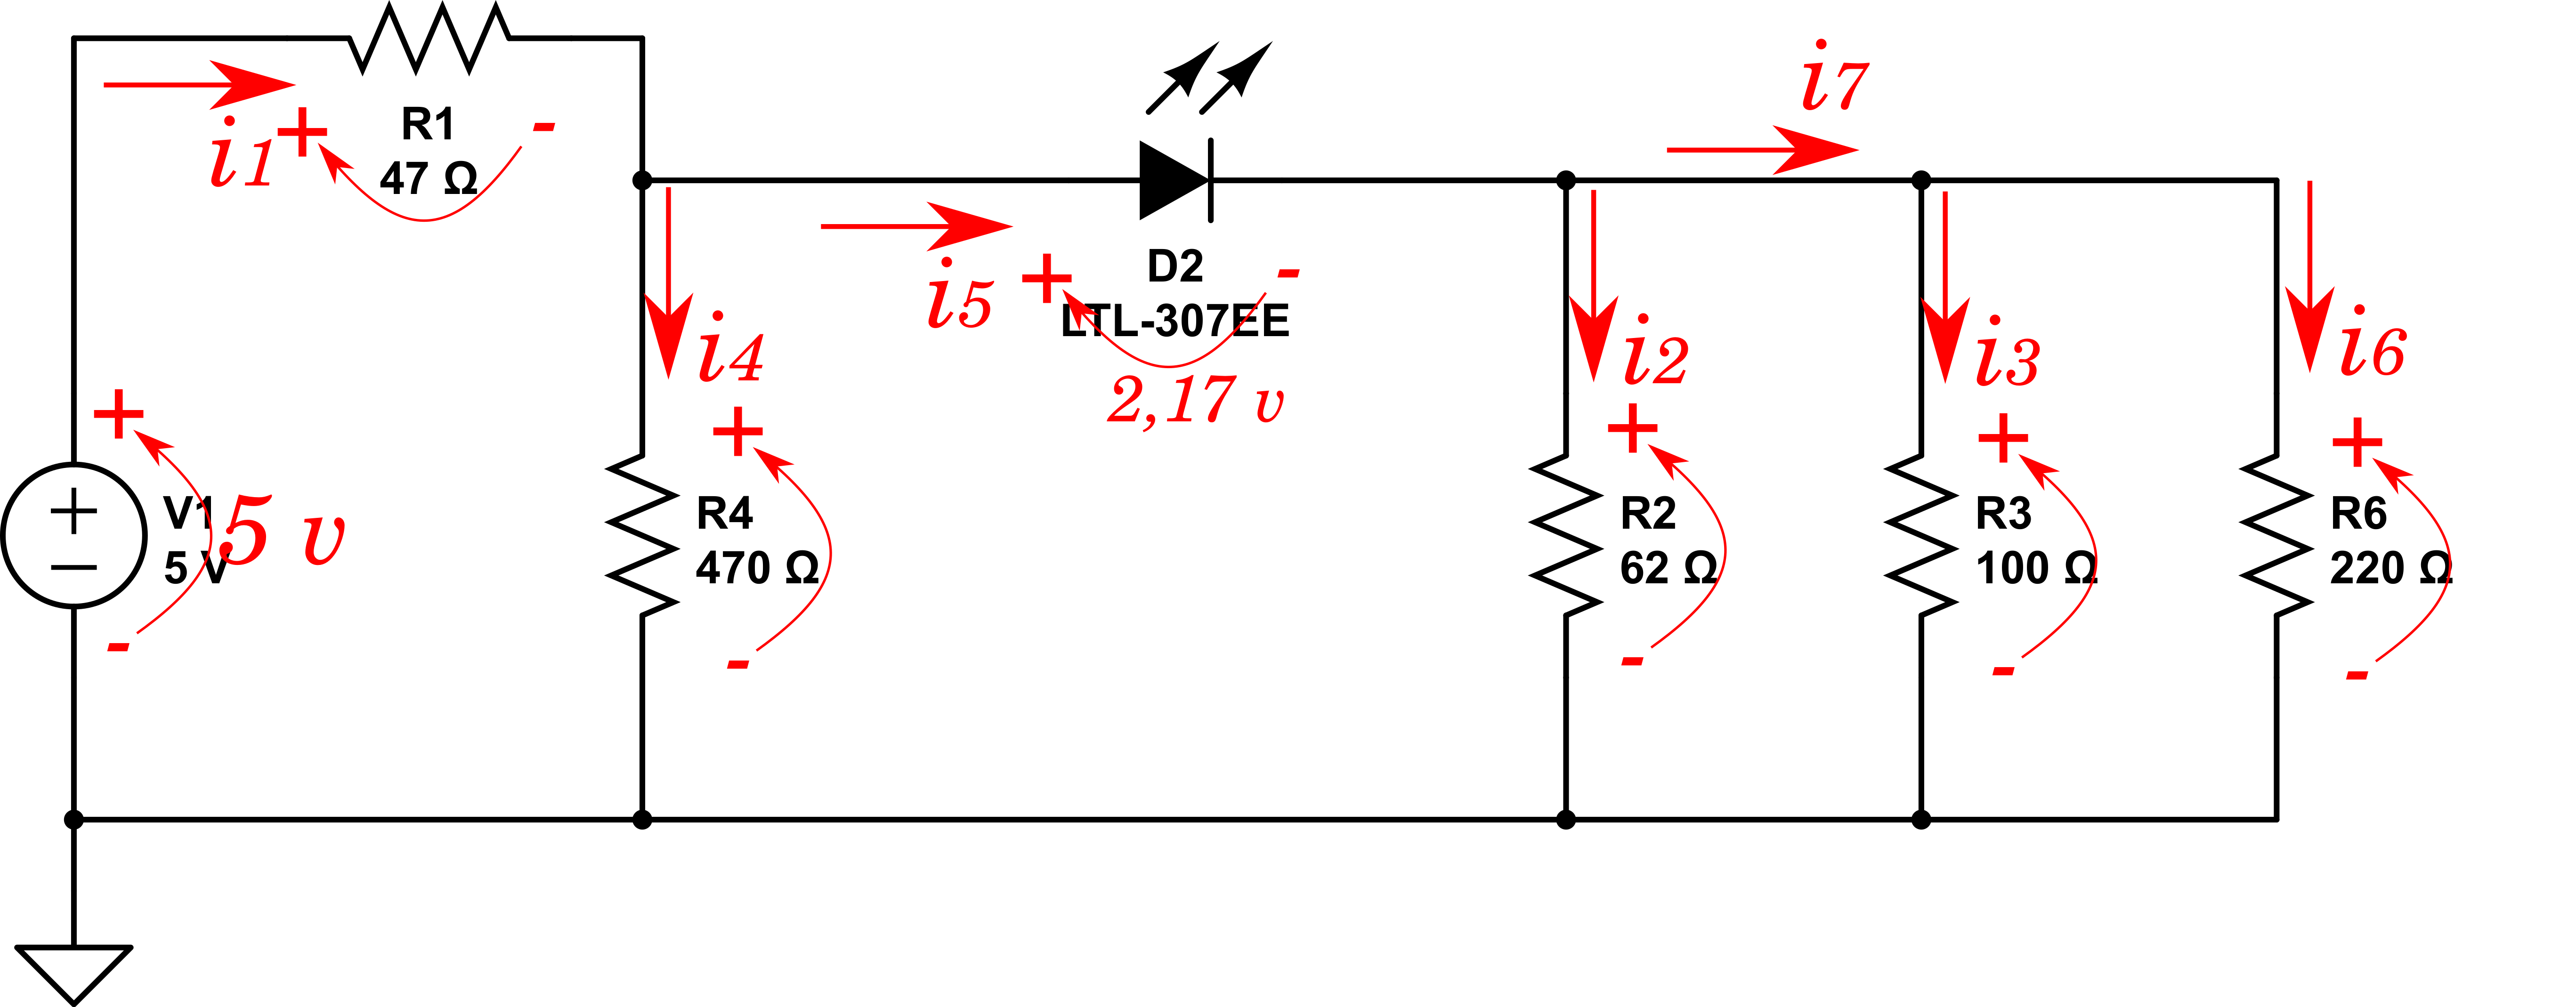 i7
i1
+
-
R1
47 Ω
D2
LTL-307EE
i5
+
-
2,17 v
i4
i2
i3
i6
+
-
V1
5 V
5 v
+
-
R4
470 Ω
+
-
R2
62 Ω
+
-
R3
100 Ω
+
-
R6
220 Ω
+
-